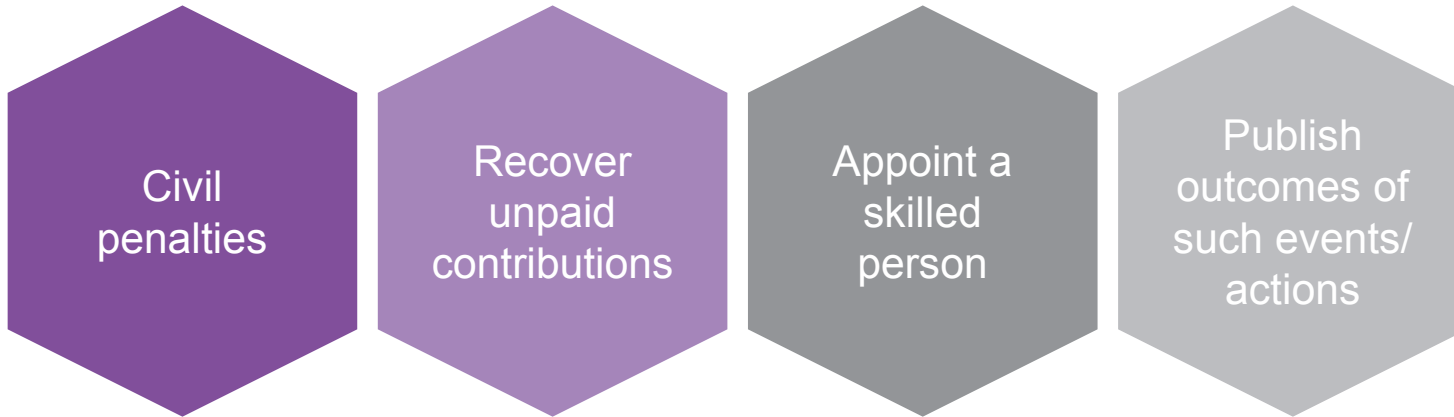 Civil
penalties
Recover
unpaid
contributions
Appoint a
skilled
person
Publish
outcomes of
such events/
actions